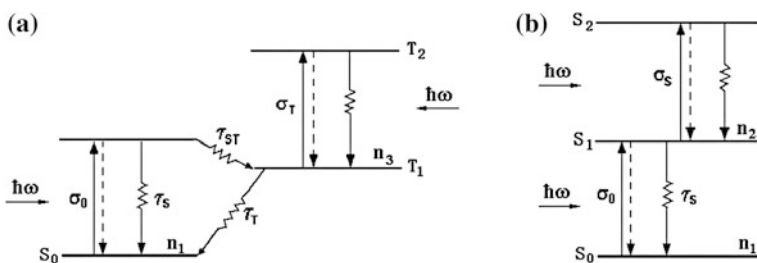 (a)
T₂
σ_T
ħω
τ_ST
n₃
T₁
ħω
σ₀
τ_S
τ_T
n₁
S₀
(b)
S₂
σ_S
ħω
n₂
S₁
ħω
σ₀
τ_S
n₁
S₀